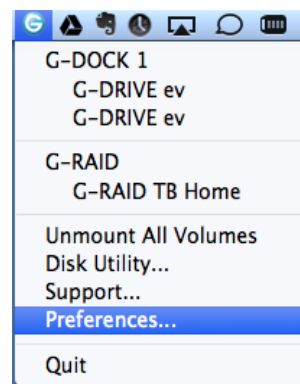 G-DOCK 1
G-DRIVE ev
G-DRIVE ev
G-RAID
G-RAID TB Home
Unmount All Volumes
Disk Utility...
Support...
Preferences...
Quit